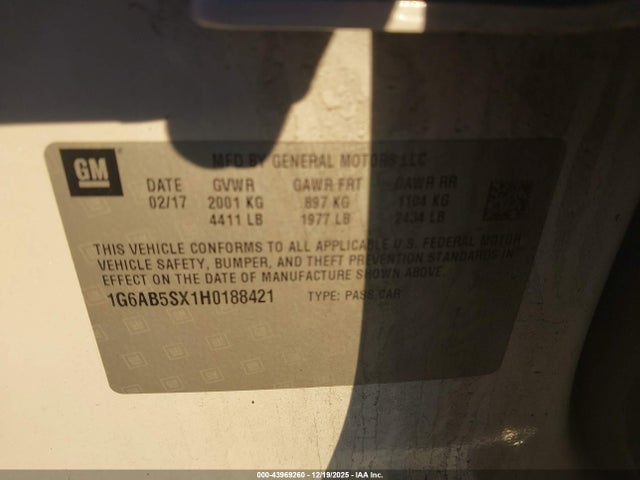 GM
MFD BY GENERAL MOTORS LLC
DATE GVWR GAWR FRT GAWR RR
02/17 2001 KG 897 KG 1104 KG
4411 LB 1977 LB 2434 LB
THIS VEHICLE CONFORMS TO ALL APPLICABLE U.S. FEDERAL MOTOR
VEHICLE SAFETY, BUMPER, AND THEFT PREVENTION STANDARDS IN
EFFECT ON THE DATE OF MANUFACTURE SHOWN ABOVE.
1G6AB5SX1H0188421 TYPE: PASS CAR
000-43969260 - 12/19/2025 - IAA Inc.